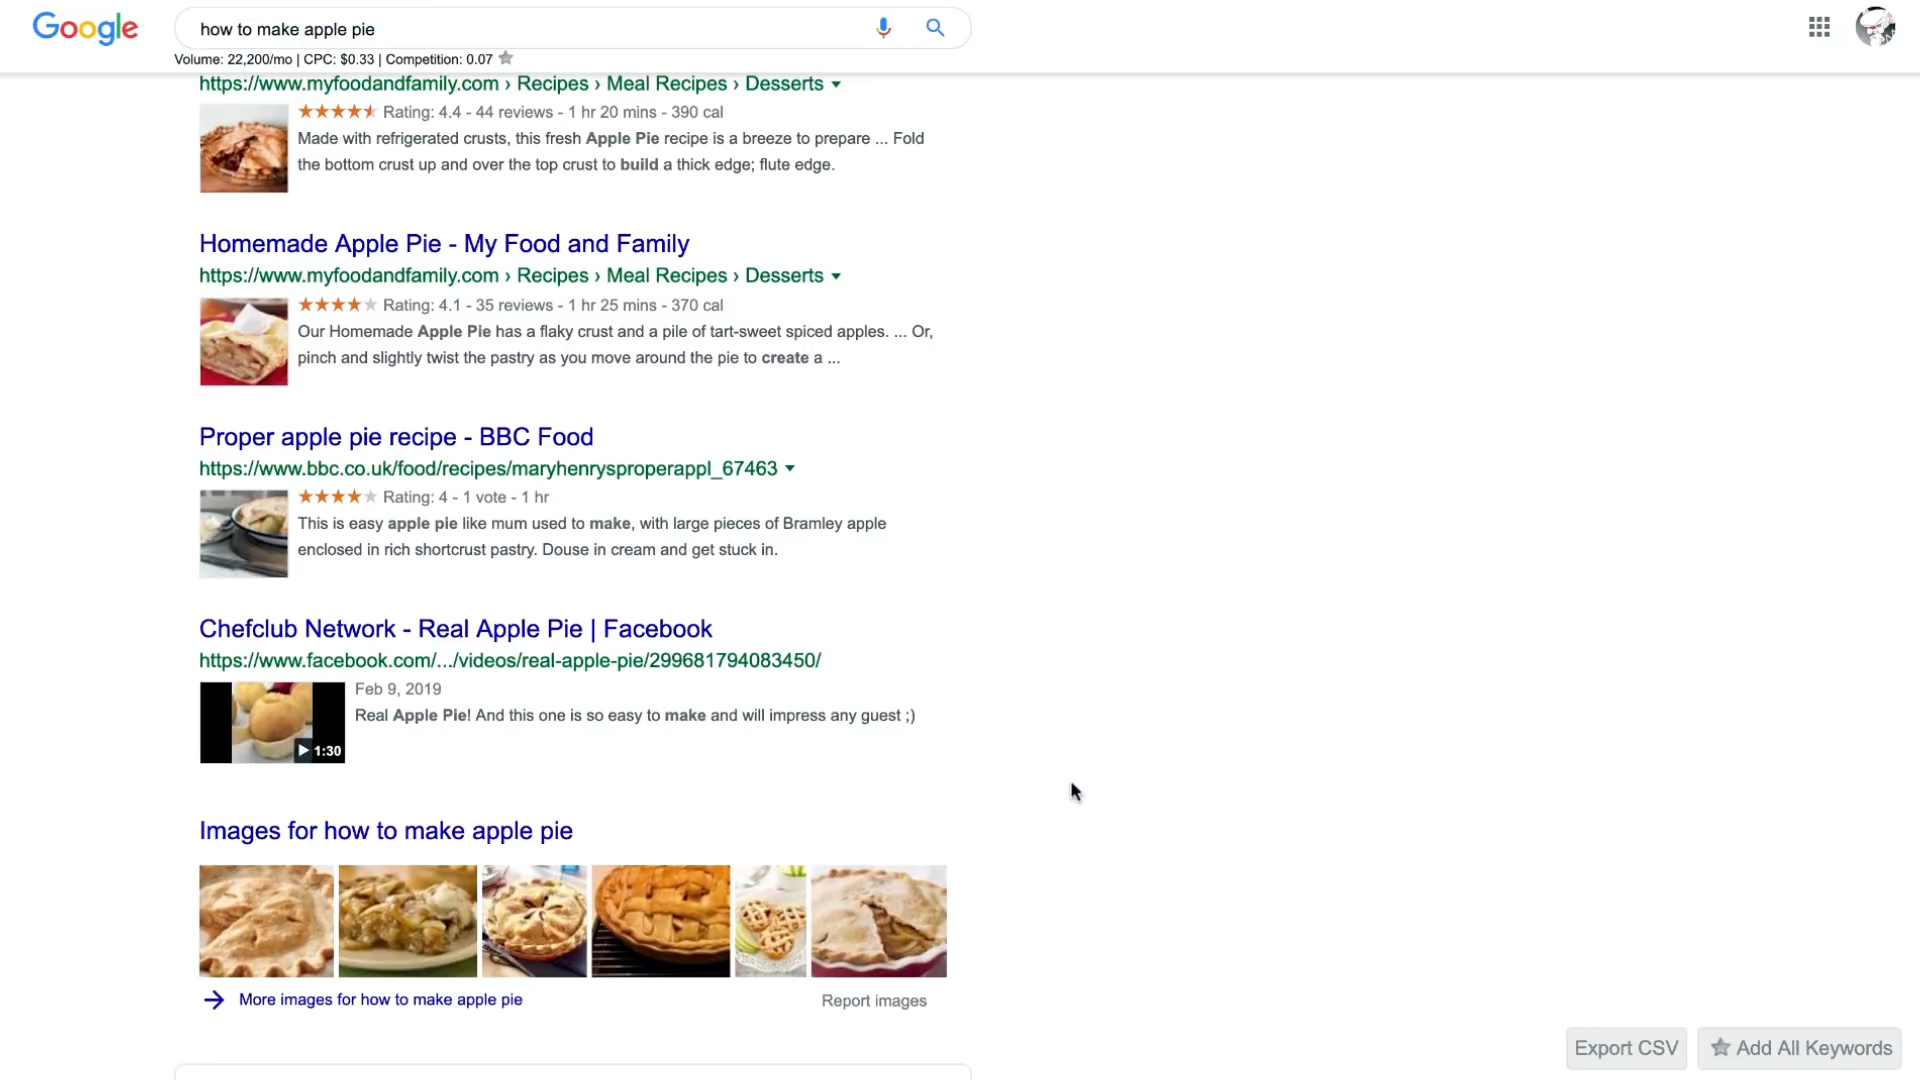 Google
how to make apple pie
Volume: 22,200/mo | CPC: $0.33 | Competition: 0.07
https://www.myfoodandfamily.com › Recipes › Meal Recipes › Desserts
Rating: 4.4 - 44 reviews - 1 hr 20 mins - 390 cal
Made with refrigerated crusts, this fresh Apple Pie recipe is a breeze to prepare ... Fold
the bottom crust up and over the top crust to build a thick edge; flute edge.
Homemade Apple Pie - My Food and Family
https://www.myfoodandfamily.com › Recipes › Meal Recipes › Desserts
Rating: 4.1 - 35 reviews - 1 hr 25 mins - 370 cal
Our Homemade Apple Pie has a flaky crust and a pile of tart-sweet spiced apples. ... Or,
pinch and slightly twist the pastry as you move around the pie to create a ...
Proper apple pie recipe - BBC Food
https://www.bbc.co.uk/food/recipes/maryhenrysproperappl_67463
Rating: 4 - 1 vote - 1 hr
This is easy apple pie like mum used to make, with large pieces of Bramley apple
enclosed in rich shortcrust pastry. Douse in cream and get stuck in.
Chefclub Network - Real Apple Pie | Facebook
https://www.facebook.com/.../videos/real-apple-pie/299681794083450/
Feb 9, 2019
Real Apple Pie! And this one is so easy to make and will impress any guest ;)
1:30
Images for how to make apple pie
More images for how to make apple pie
Report images
Export CSV
Add All Keywords